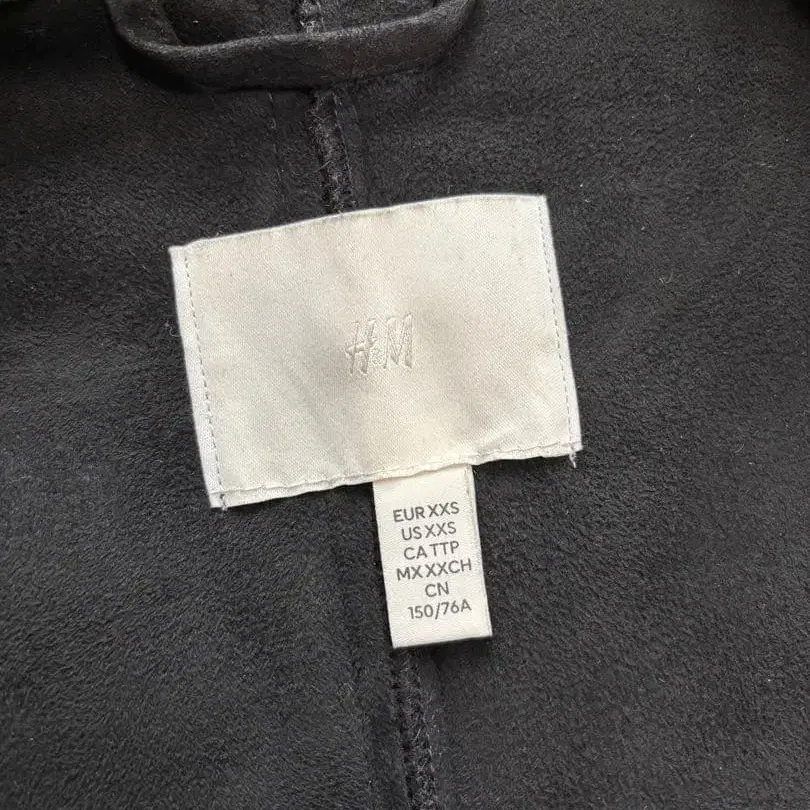 H&M
EUR XXS
US XXS
CA TTP
MX XXCH
CN
150/76A